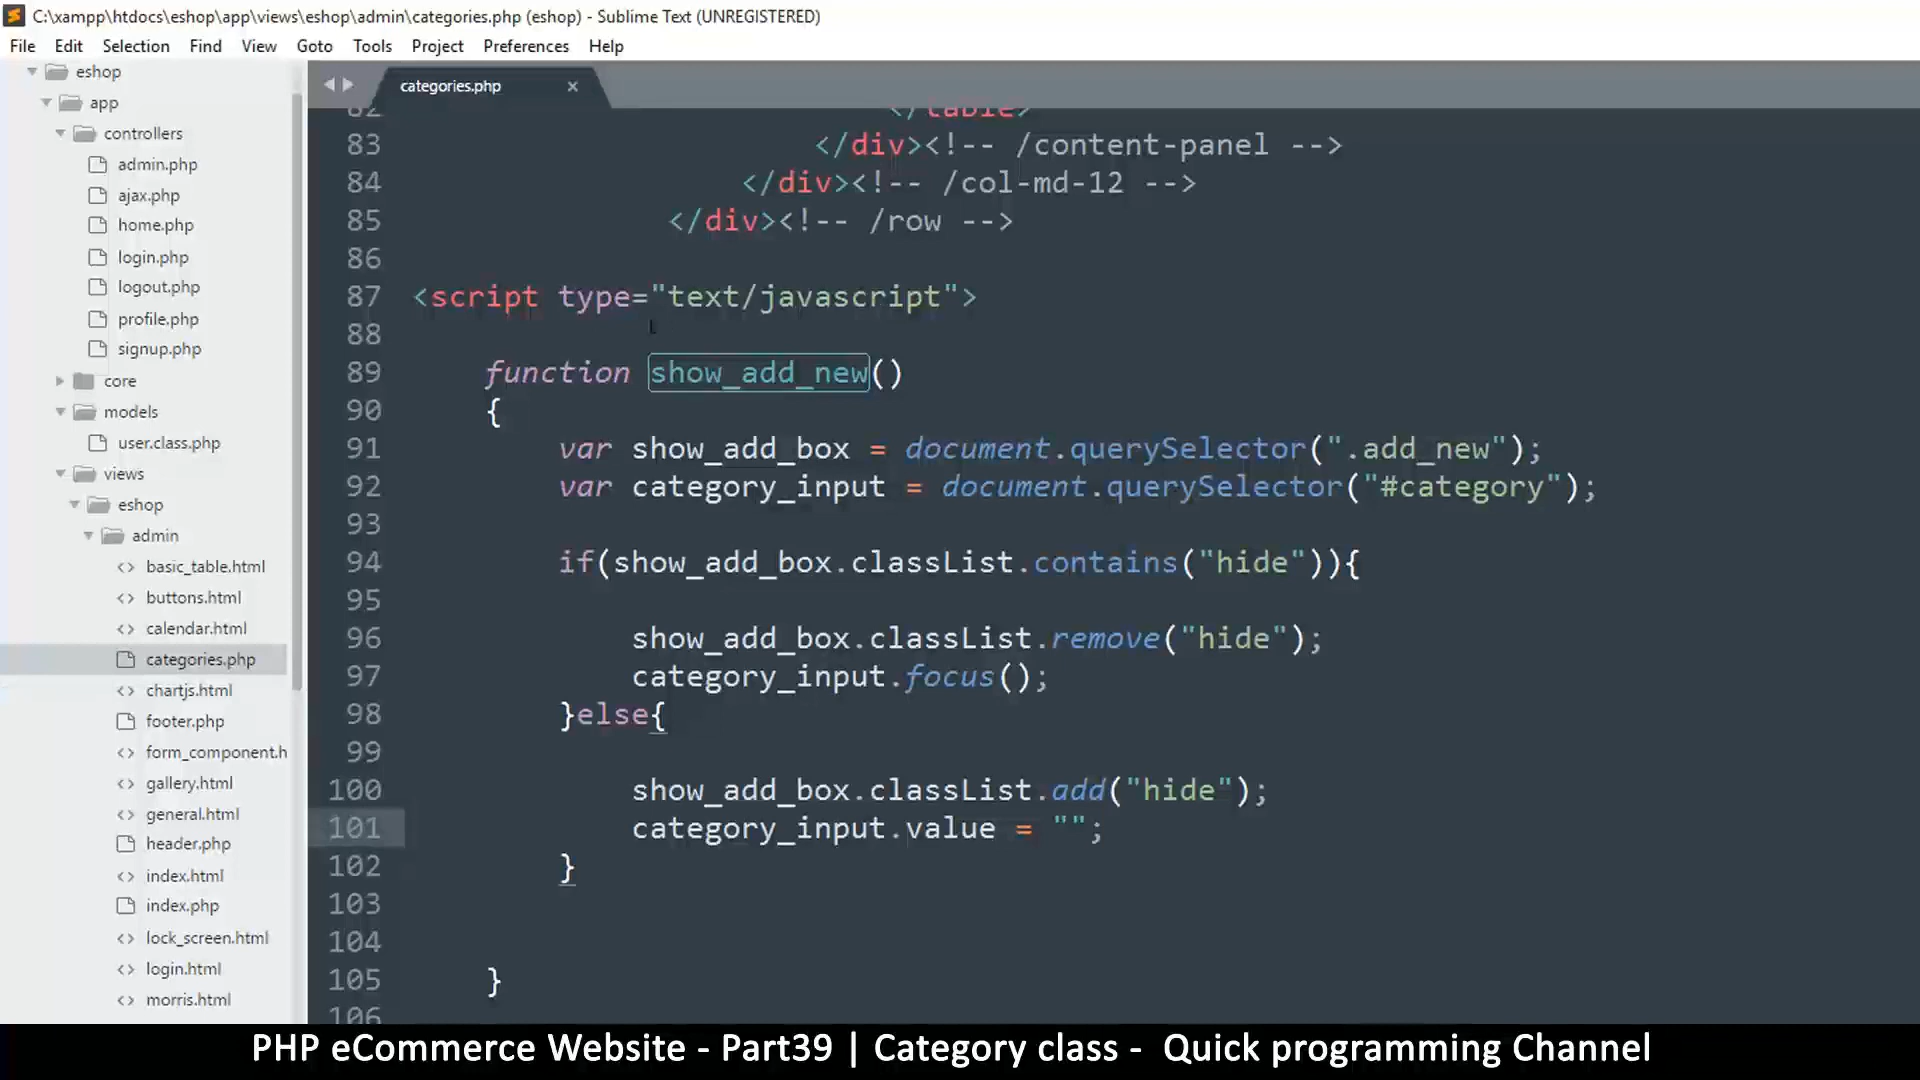 C:\xampp\htdocs\eshop\app\views\eshop\admin\categories.php (eshop) - Sublime Text (UNREGISTERED)
File Edit Selection Find View Goto Tools Project Preferences Help
eshop
app
controllers
admin.php
ajax.php
home.php
login.php
logout.php
profile.php
signup.php
core
models
user.class.php
views
eshop
admin
basic_table.html
buttons.html
calendar.html
categories.php
chartjs.html
footer.php
form_component.h
gallery.html
general.html
header.php
index.html
index.php
lock_screen.html
login.html
morris.html
categories.php ×
82 </table>
83 </div><!-- /content-panel -->
84 </div><!-- /col-md-12 -->
85 </div><!-- /row -->
86
87 <script type="text/javascript">
88
89 function show_add_new()
90 {
91 var show_add_box = document.querySelector(".add_new");
92 var category_input = document.querySelector("#category");
93
94 if(show_add_box.classList.contains("hide")){
95
96 show_add_box.classList.remove("hide");
97 category_input.focus();
98 }else{
99
100 show_add_box.classList.add("hide");
101 category_input.value = "";
102 }
103
104
105 }
106
PHP eCommerce Website - Part39 | Category class - Quick programming Channel